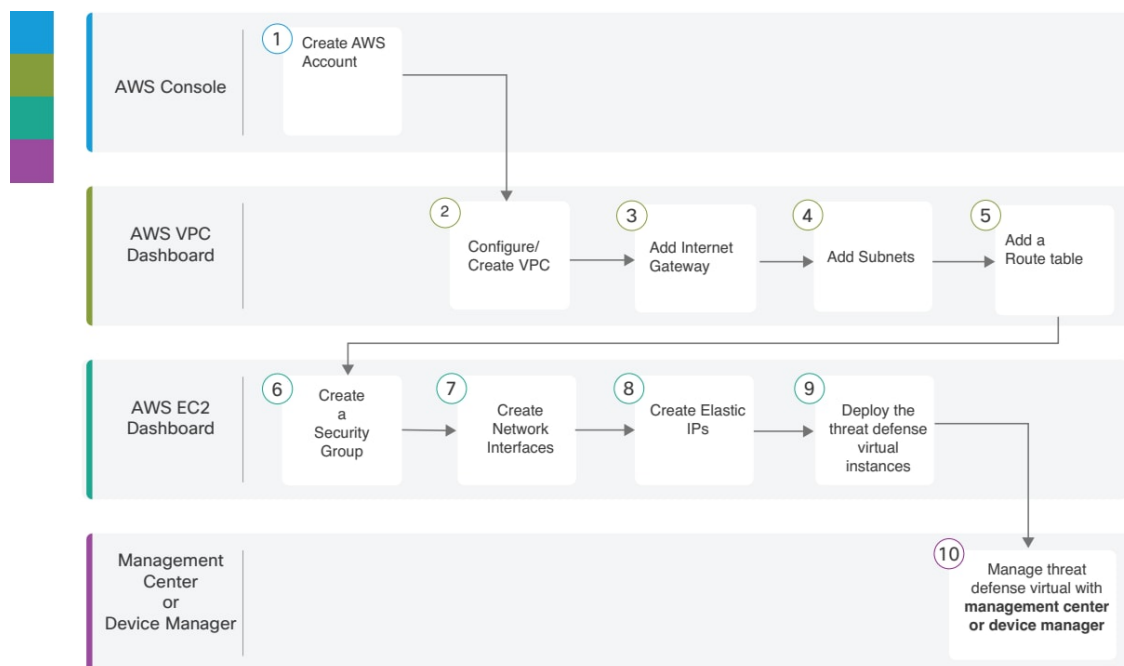 AWS Console
1
Create AWS
Account
AWS VPC
Dashboard
2
Configure/
Create VPC
3
Add Internet
Gateway
4
Add Subnets
5
Add a
Route table
AWS EC2
Dashboard
6
Create
a
Security
Group
7
Create
Network
Interfaces
8
Create Elastic
IPs
9
Deploy the
threat defense
virtual
instances
Management
Center
or
Device Manager
10
Manage threat
defense virtual with
management center
or device manager